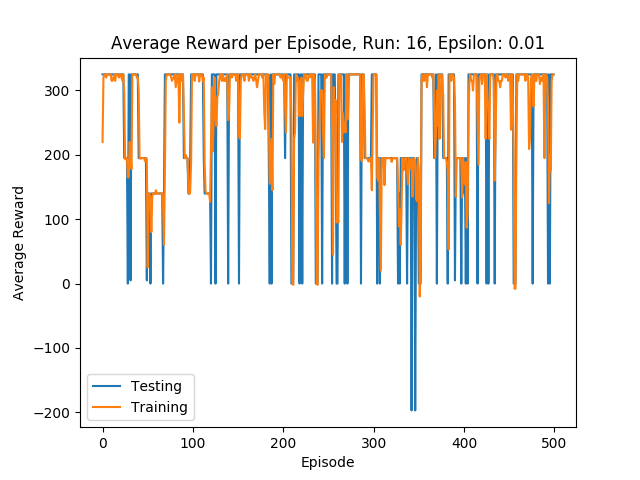 Average Reward per Episode, Run: 16, Epsilon: 0.01
300
200
100
0
−100
−200
Average Reward
Testing
Training
0 100 200 300 400 500
Episode